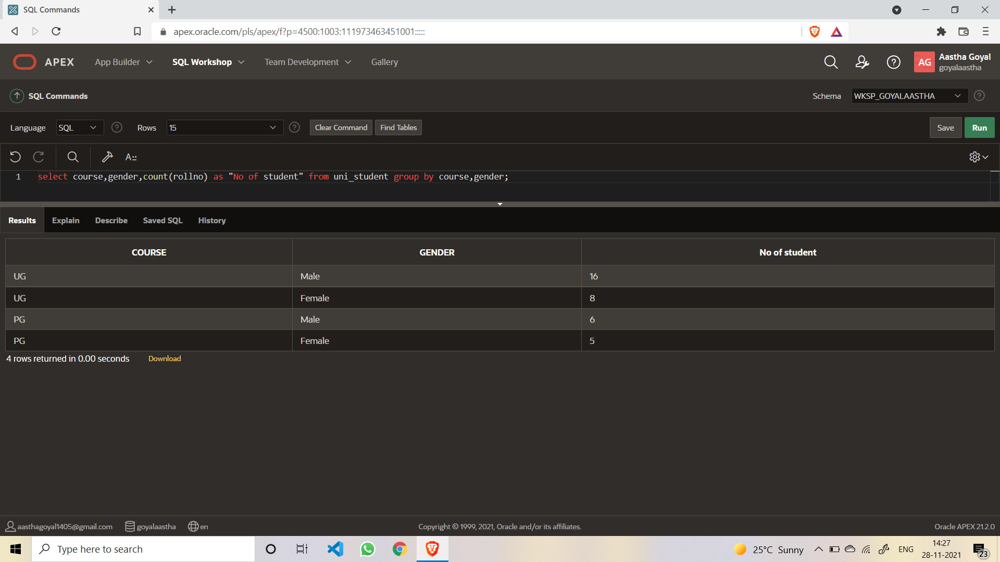 SQL Commands
apex.oracle.com/pls/apex/f?p=4500:1003:111973463451001:::::
APEX App Builder SQL Workshop Team Development Gallery AG Aastha Goyal
goyalaastha
SQL Commands Schema WKSP_GOYALAASTHA
Language SQL Rows 15 Clear Command Find Tables Save Run
A::
1 select course,gender,count(rollno) as "No of student" from uni_student group by course,gender;
Results Explain Describe Saved SQL History
COURSE GENDER No of student
UG Male 16
UG Female 8
PG Male 6
PG Female 5
4 rows returned in 0.00 seconds Download
aasthagoyal1405@gmail.com goyalaastha en Copyright © 1999, 2021, Oracle and/or its affiliates. Oracle APEX 21.2.0
Type here to search 25°C Sunny ENG 14:27
28-11-2021 23